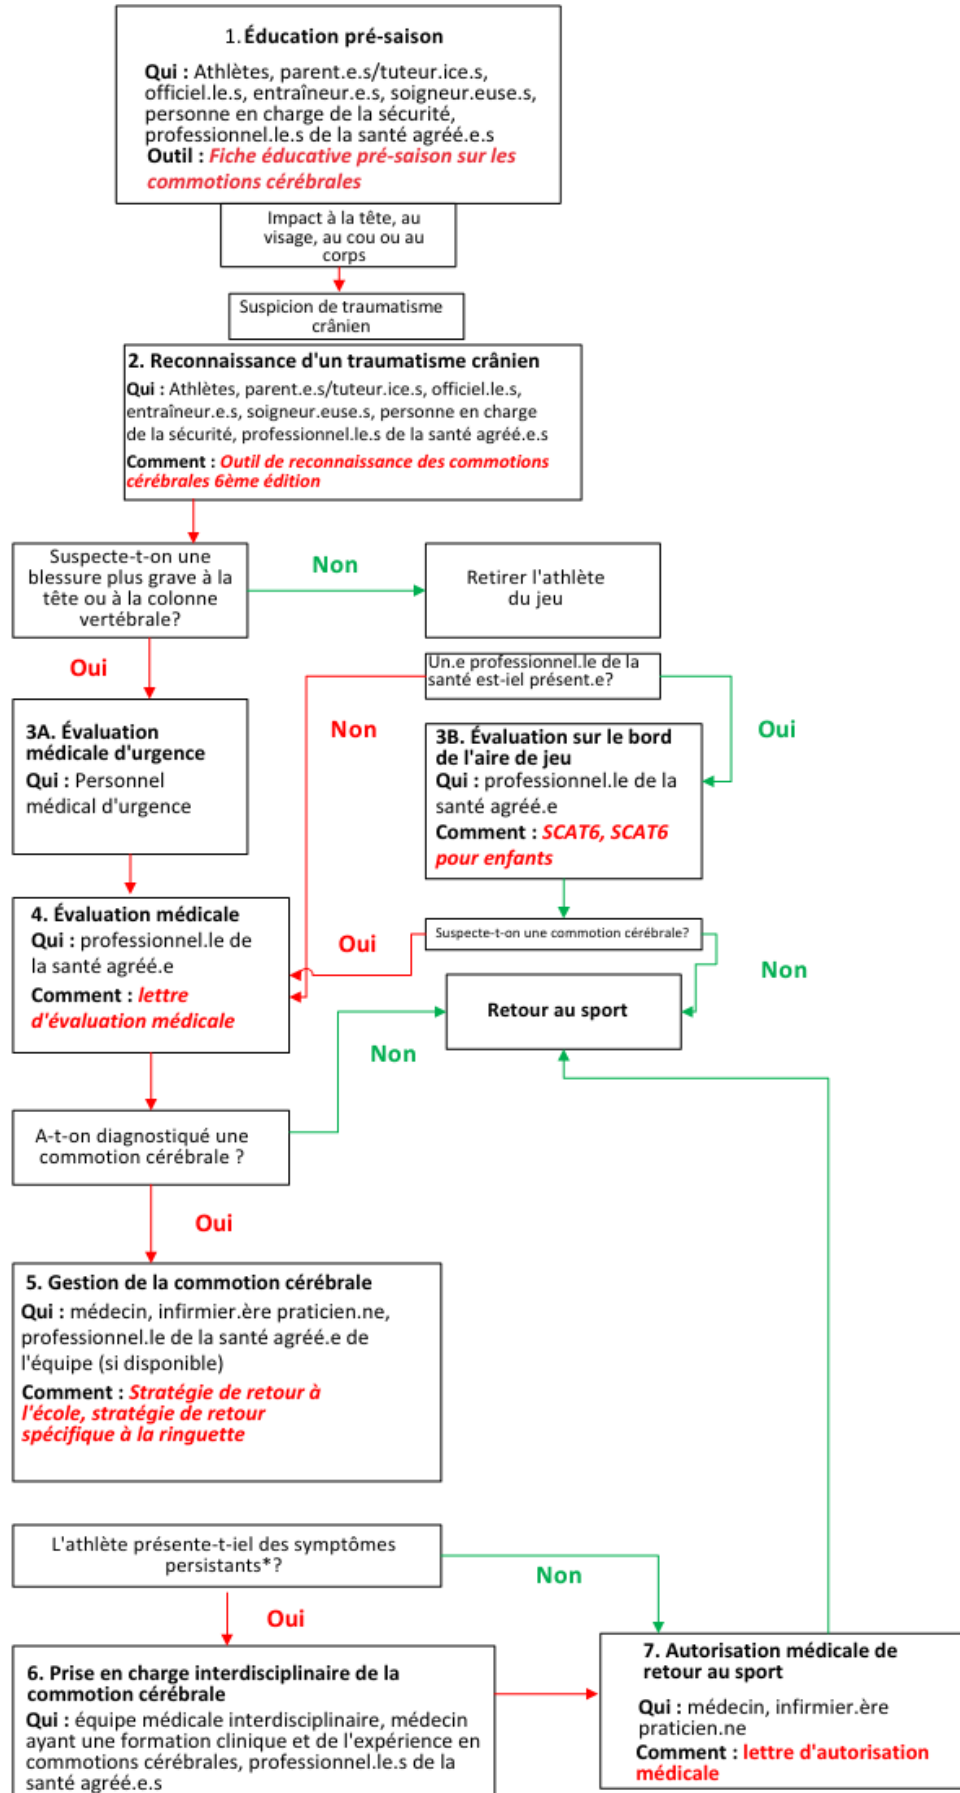 1. Éducation pré-saison
Qui : Athlètes, parent.e.s/tuteur.ice.s,
officiel.le.s, entraîneur.e.s, soigneur.euse.s,
personne en charge de la sécurité,
professionnel.le.s de la santé agréé.e.s
Outil : Fiche éducative pré-saison sur les
commotions cérébrales
Impact à la tête, au
visage, au cou ou au
corps
Suspicion de traumatisme
crânien
2. Reconnaissance d'un traumatisme crânien
Qui : Athlètes, parent.e.s/tuteur.ice.s, officiel.le.s,
entraîneur.e.s, soigneur.euse.s, personne en charge
de la sécurité, professionnel.le.s de la santé agréé.e.s
Comment : Outil de reconnaissance des commotions
cérébrales 6ème édition
Suspecte-t-on une
blessure plus grave à la
tête ou à la colonne
vertébrale?
Non
Retirer l'athlète
du jeu
Oui
Un.e professionnel.le de la
santé est-iel présent.e?
Non
Oui
3A. Évaluation
médicale d'urgence
Qui : Personnel
médical d'urgence
3B. Évaluation sur le bord
de l'aire de jeu
Qui : professionnel.le de la
santé agréé.e
Comment : SCAT6, SCAT6
pour enfants
4. Évaluation médicale
Qui : professionnel.le de
la santé agréé.e
Comment : lettre
d'évaluation médicale
Oui
Suspecte-t-on une commotion cérébrale?
Non
Retour au sport
Non
A-t-on diagnostiqué une
commotion cérébrale ?
Oui
5. Gestion de la commotion cérébrale
Qui : médecin, infirmier.ère praticien.ne,
professionnel.le de la santé agréé.e de
l'équipe (si disponible)
Comment : Stratégie de retour à
l'école, stratégie de retour
spécifique à la ringuette
L'athlète présente-t-iel des symptômes
persistants*?
Non
Oui
6. Prise en charge interdisciplinaire de la
commotion cérébrale
Qui : équipe médicale interdisciplinaire, médecin
ayant une formation clinique et de l'expérience en
commotions cérébrales, professionnel.le.s de la
santé agréé.e.s
7. Autorisation médicale de
retour au sport
Qui : médecin, infirmier.ère
praticien.ne
Comment : lettre d'autorisation
médicale